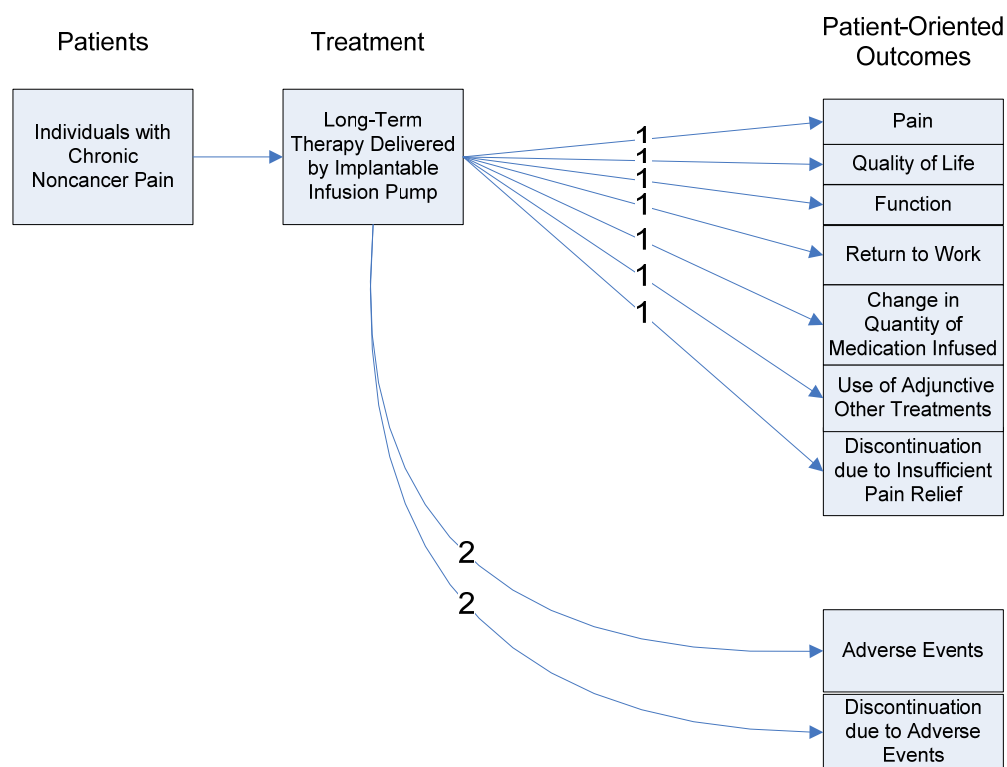 Patients
Treatment
Patient-Oriented
Outcomes
Individuals with
Chronic
Noncancer Pain
Long-Term
Therapy Delivered
by Implantable
Infusion Pump
1
1
1
1
1
1
1
Pain
Quality of Life
Function
Return to Work
Change in
Quantity of
Medication Infused
Use of Adjunctive
Other Treatments
Discontinuation
due to Insufficient
Pain Relief
2
2
Adverse Events
Discontinuation
due to Adverse
Events